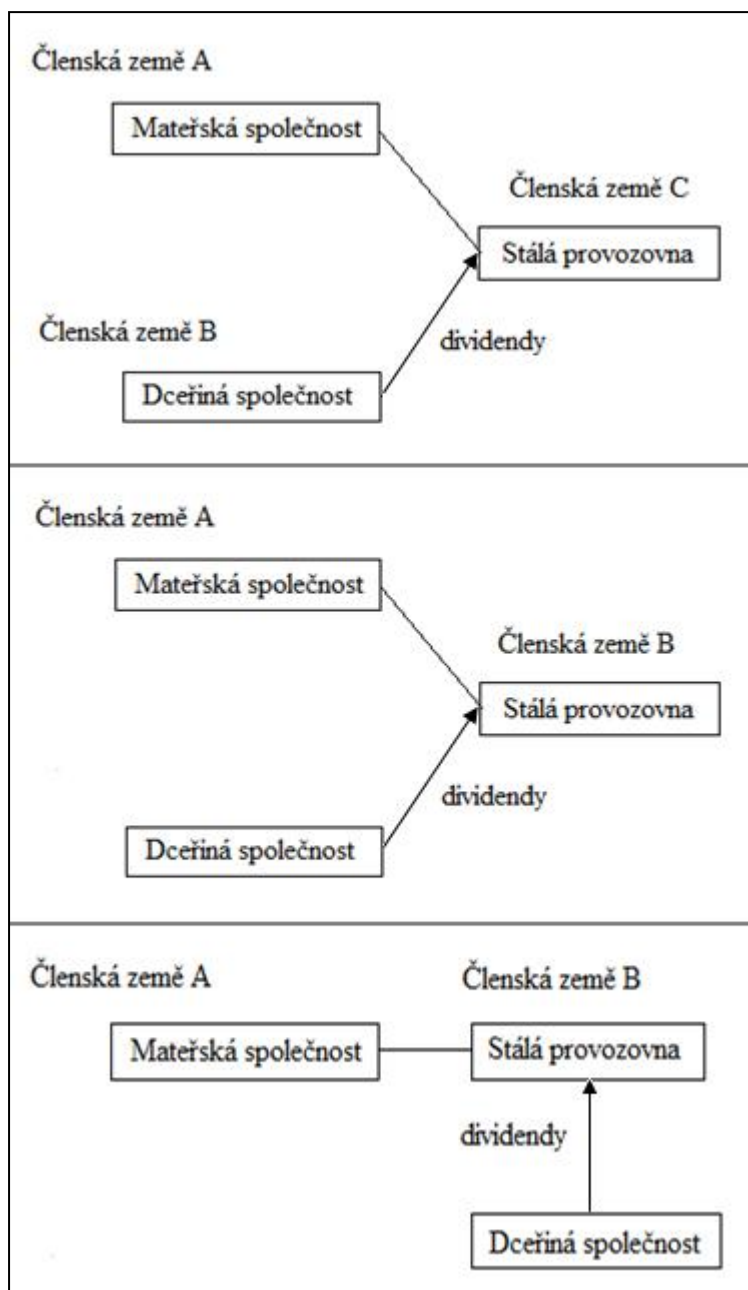 Členská země A
Mateřská společnost
Členská země C
Stálá provozovna
Členská země B
dividendy
Dceřiná společnost
Členská země A
Mateřská společnost
Členská země B
Stálá provozovna
dividendy
Dceřiná společnost
Členská země A
Členská země B
Mateřská společnost
Stálá provozovna
dividendy
Dceřiná společnost